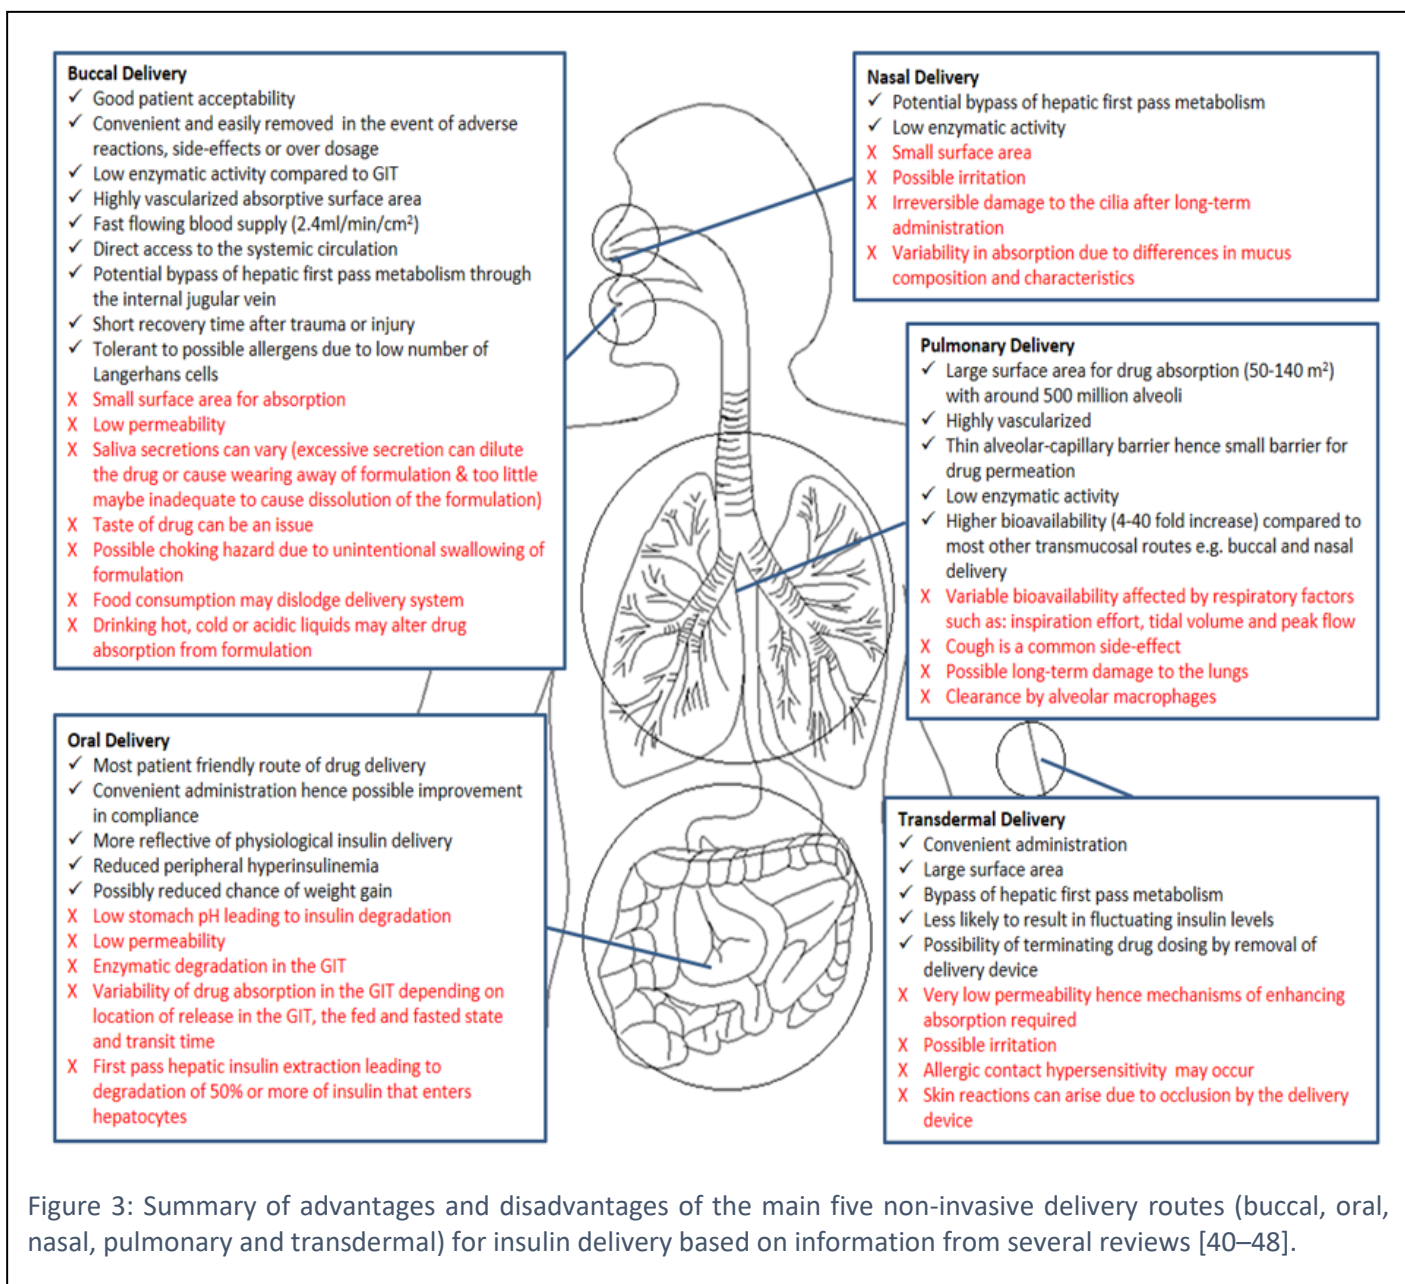 Buccal Delivery
✓ Good patient acceptability
✓ Convenient and easily removed in the event of adverse
reactions, side-effects or over dosage
✓ Low enzymatic activity compared to GIT
✓ Highly vascularized absorptive surface area
✓ Fast flowing blood supply (2.4ml/min/cm²)
✓ Direct access to the systemic circulation
✓ Potential bypass of hepatic first pass metabolism through
the internal jugular vein
✓ Short recovery time after trauma or injury
✓ Tolerant to possible allergens due to low number of
Langerhans cells
X Small surface area for absorption
X Low permeability
X Saliva secretions can vary (excessive secretion can dilute
the drug or cause wearing away of formulation & too little
maybe inadequate to cause dissolution of the formulation)
X Taste of drug can be an issue
X Possible choking hazard due to unintentional swallowing of
formulation
X Food consumption may dislodge delivery system
X Drinking hot, cold or acidic liquids may alter drug
absorption from formulation
Nasal Delivery
✓ Potential bypass of hepatic first pass metabolism
✓ Low enzymatic activity
X Small surface area
X Possible irritation
X Irreversible damage to the cilia after long-term
administration
X Variability in absorption due to differences in mucus
composition and characteristics
Pulmonary Delivery
✓ Large surface area for drug absorption (50-140 m²)
with around 500 million alveoli
✓ Highly vascularized
✓ Thin alveolar-capillary barrier hence small barrier for
drug permeation
✓ Low enzymatic activity
✓ Higher bioavailability (4-40 fold increase) compared to
most other transmucosal routes e.g. buccal and nasal
delivery
X Variable bioavailability affected by respiratory factors
such as: inspiration effort, tidal volume and peak flow
X Cough is a common side-effect
X Possible long-term damage to the lungs
X Clearance by alveolar macrophages
Oral Delivery
✓ Most patient friendly route of drug delivery
✓ Convenient administration hence possible improvement
in compliance
✓ More reflective of physiological insulin delivery
✓ Reduced peripheral hyperinsulinemia
✓ Possibly reduced chance of weight gain
X Low stomach pH leading to insulin degradation
X Low permeability
X Enzymatic degradation in the GIT
X Variability of drug absorption in the GIT depending on
location of release in the GIT, the fed and fasted state
and transit time
X First pass hepatic insulin extraction leading to
degradation of 50% or more of insulin that enters
hepatocytes
Transdermal Delivery
✓ Convenient administration
✓ Large surface area
✓ Bypass of hepatic first pass metabolism
✓ Less likely to result in fluctuating insulin levels
✓ Possibility of terminating drug dosing by removal of
delivery device
X Very low permeability hence mechanisms of enhancing
absorption required
X Possible irritation
X Allergic contact hypersensitivity may occur
X Skin reactions can arise due to occlusion by the delivery
device
Figure 3: Summary of advantages and disadvantages of the main five non-invasive delivery routes (buccal, oral,
nasal, pulmonary and transdermal) for insulin delivery based on information from several reviews [40–48].